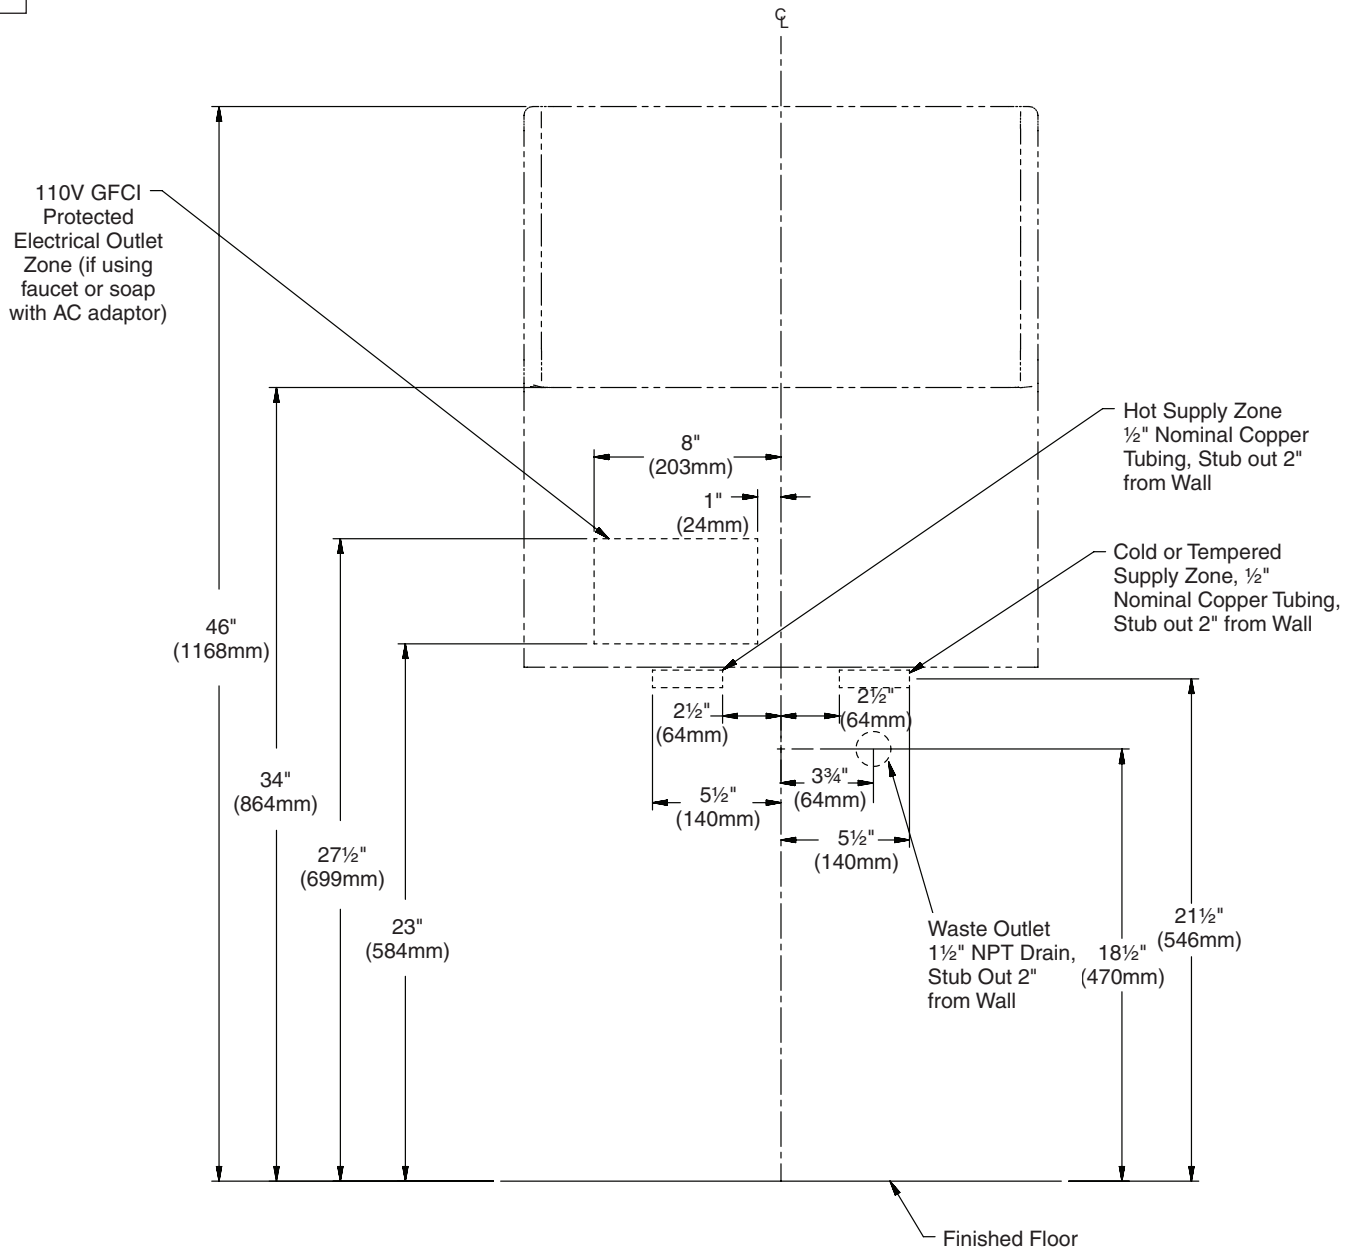 ℄
110V GFCI
Protected
Electrical Outlet
Zone (if using
faucet or soap
with AC adaptor)
Hot Supply Zone
½" Nominal Copper
Tubing, Stub out 2"
from Wall
8"
(203mm)
1"
(24mm)
Cold or Tempered
Supply Zone, ½"
Nominal Copper Tubing,
Stub out 2" from Wall
46"
(1168mm)
2½"
(64mm)
2½"
(64mm)
34"
(864mm)
5½"
(140mm)
3¾"
(64mm)
5½"
(140mm)
27½"
(699mm)
23"
(584mm)
Waste Outlet
1½" NPT Drain,
Stub Out 2"
from Wall
18½"
(470mm)
21½"
(546mm)
Finished Floor